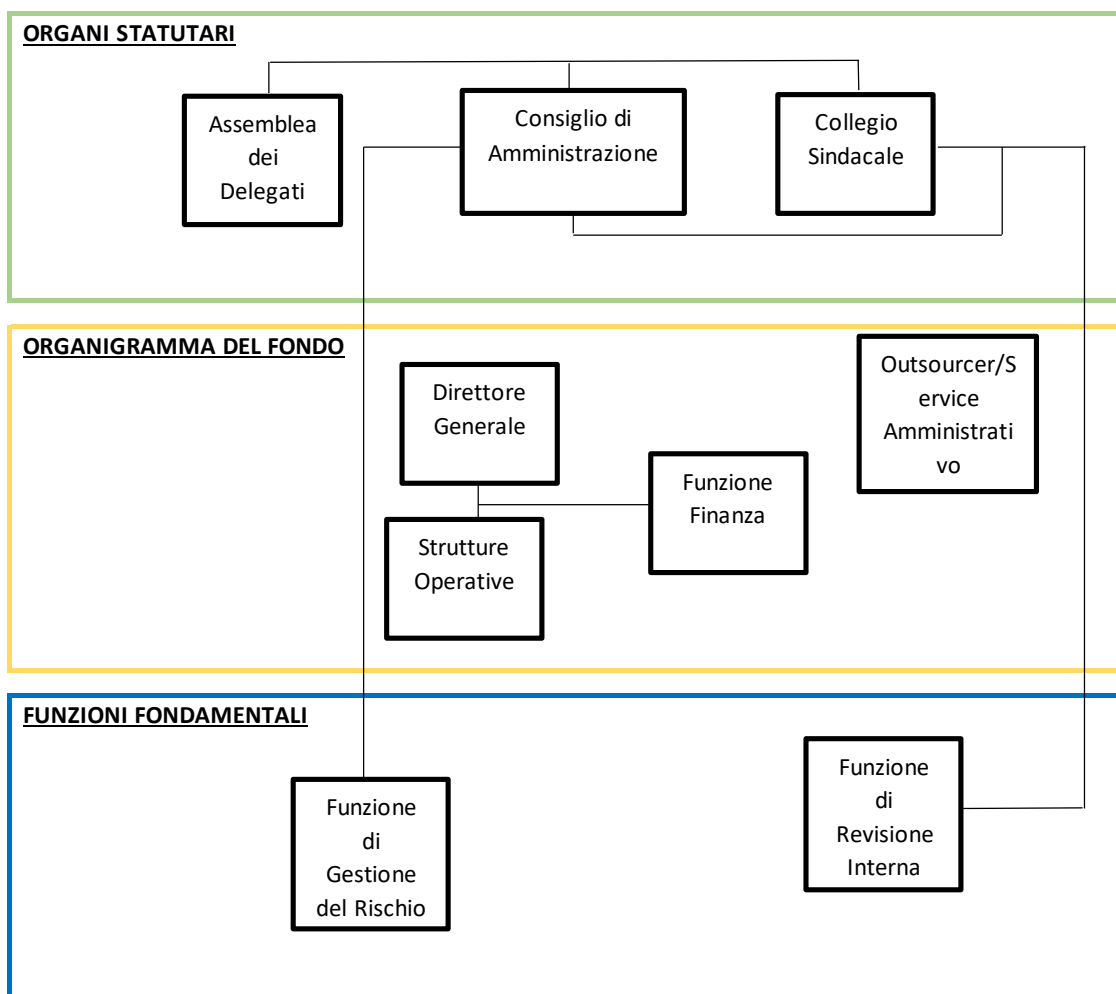 ORGANI STATUTARI
Assemblea
dei
Delegati
Consiglio di
Amministrazione
Collegio
Sindacale
ORGANIGRAMMA DEL FONDO
Direttore
Generale
Outsourcer/S
ervice
Amministrati
vo
Funzione
Finanza
Strutture
Operative
FUNZIONI FONDAMENTALI
Funzione
di
Gestione
del Rischio
Funzione
di
Revisione
Interna